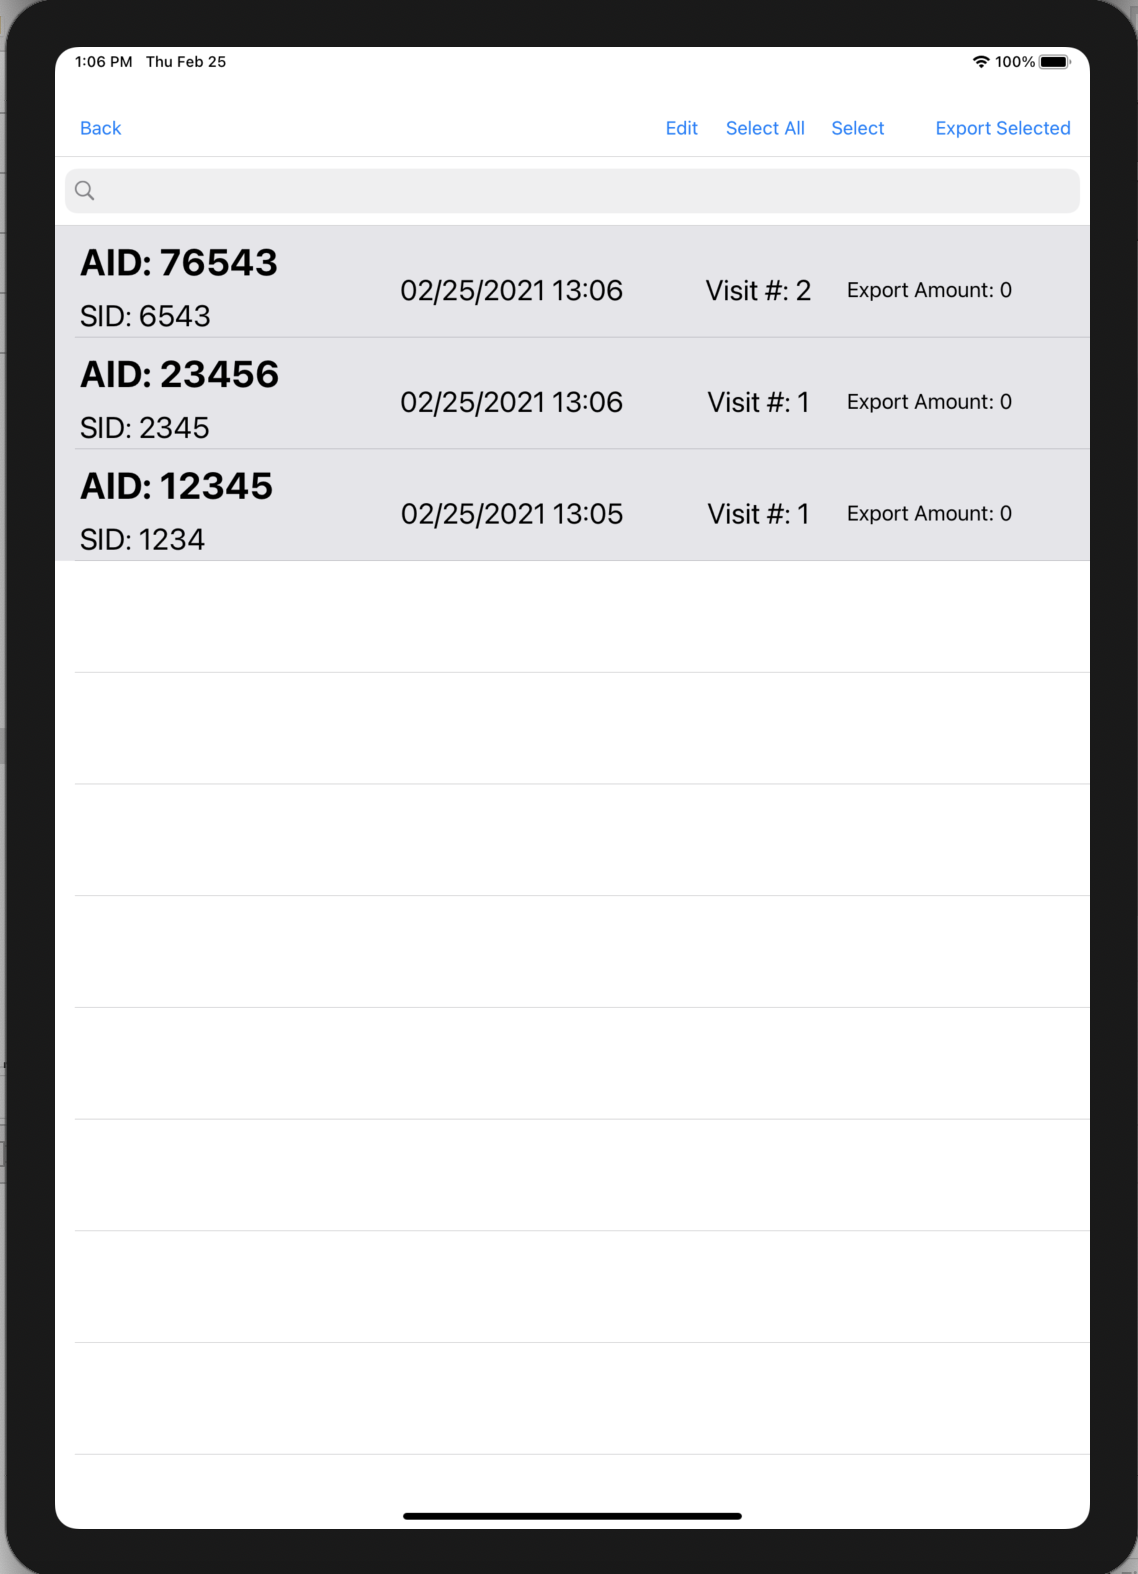 1:06 PM Thu Feb 25 100%
Back Edit Select All Select Export Selected
AID: 76543
SID: 6543
02/25/2021 13:06 Visit #: 2 Export Amount: 0
AID: 23456
SID: 2345
02/25/2021 13:06 Visit #: 1 Export Amount: 0
AID: 12345
SID: 1234
02/25/2021 13:05 Visit #: 1 Export Amount: 0